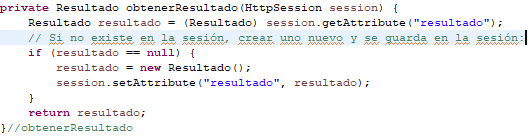 private Resultado obtenerResultado(HttpSession session) {
    Resultado resultado = (Resultado) session.getAttribute("resultado");
    // Si no existe en la sesión, crear uno nuevo y se guarda en la sesión:
    if (resultado == null) {
        resultado = new Resultado();
        session.setAttribute("resultado", resultado);
    }
    return resultado;
}//obtenerResultado